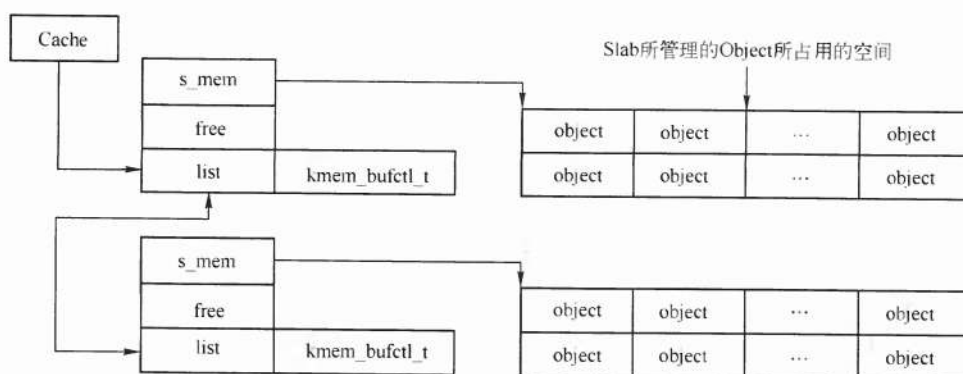 Cache
Slab所管理的Object所占用的空间
s_mem
free
list kmem_bufctl_t
object object … object
object object … object
s_mem
free
list kmem_bufctl_t
object object … object
object object … object